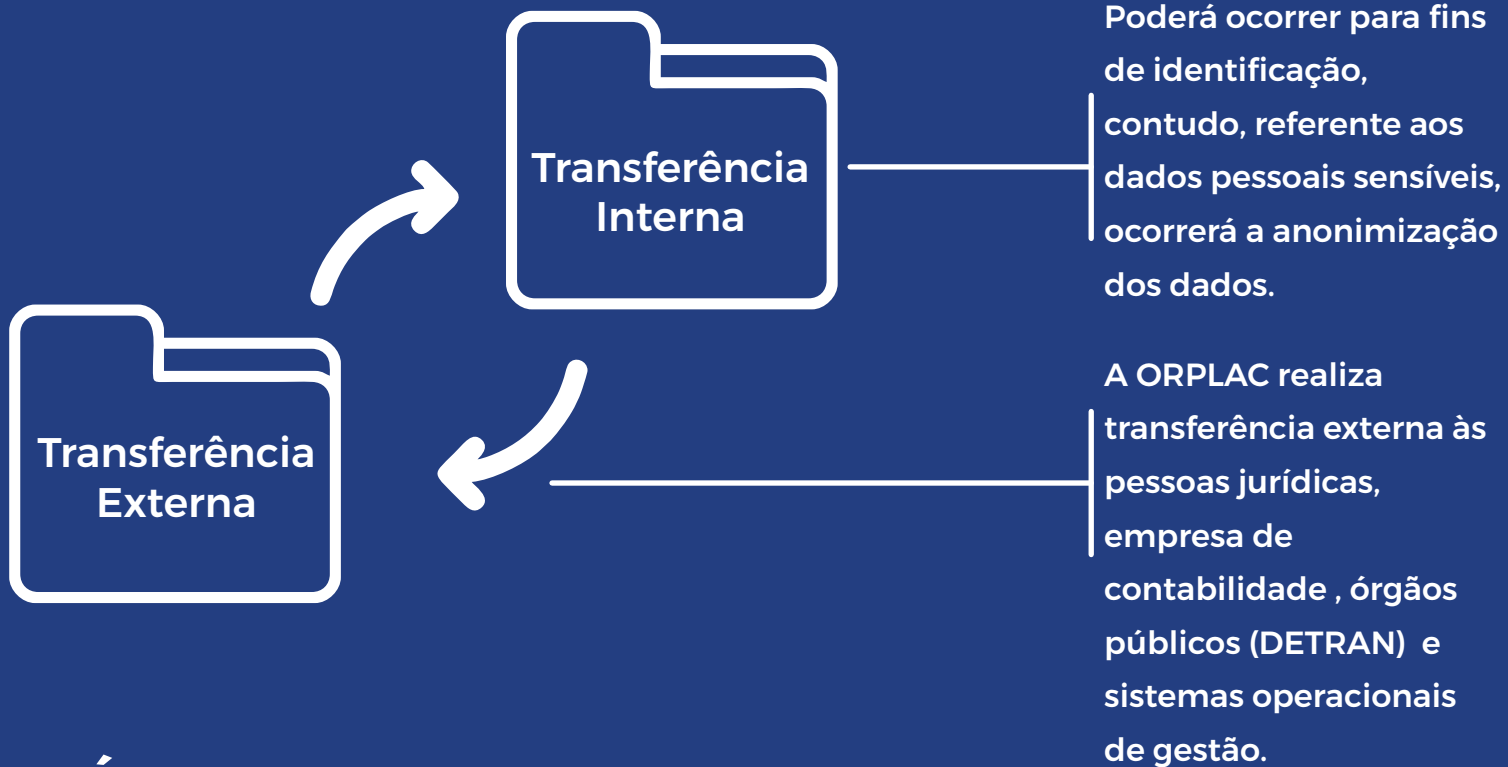 Transferência
Interna
Poderá ocorrer para fins
de identificação,
contudo, referente aos
dados pessoais sensíveis,
ocorrerá a anonimização
dos dados.
Transferência
Externa
A ORPLAC realiza
transferência externa às
pessoas jurídicas,
empresa de
contabilidade , órgãos
públicos (DETRAN) e
sistemas operacionais
de gestão.